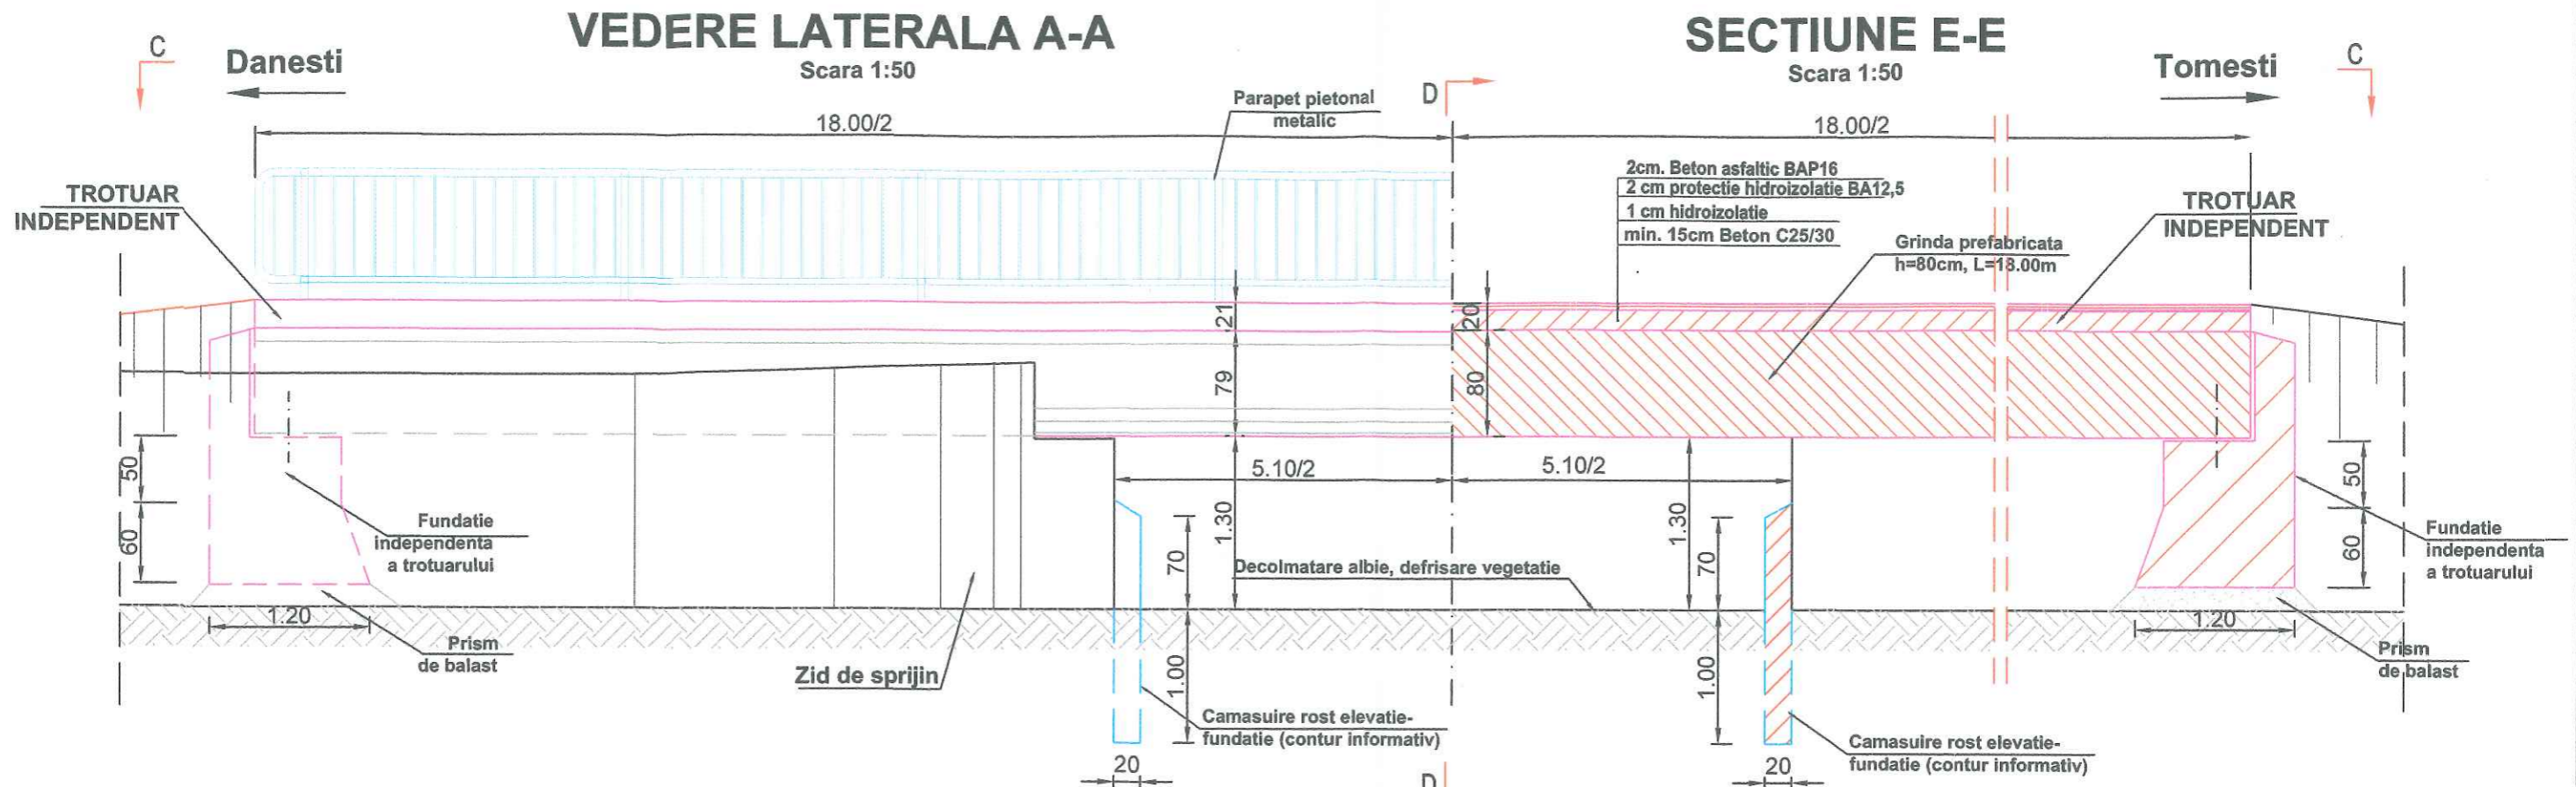 VEDERE LATERALA A-A
Scara 1:50
SECTIUNE E-E
Scara 1:50
C
Danesti
D
Tomesti
C
18.00/2
Parapet pietonal
metalic
18.00/2
TROTUAR
INDEPENDENT
2cm. Beton asfaltic BAP16
2 cm protectie hidroizolatie BA12,5
1 cm hidroizolatie
min. 15cm Beton C25/30
Grinda prefabricata
h=80cm, L=18.00m
TROTUAR
INDEPENDENT
21
79
20
80
50
60
5.10/2
5.10/2
50
60
Fundatie
independenta
a trotuarului
70
1.30
Decolmatare albie, defrisare vegetatie
1.30
70
Fundatie
independenta
a trotuarului
1.20
Prism
de balast
Zid de sprijin
1.00
1.00
1.20
Prism
de balast
Camasuire rost elevatie-
fundatie (contur informativ)
Camasuire rost elevatie-
fundatie (contur informativ)
20
D
20